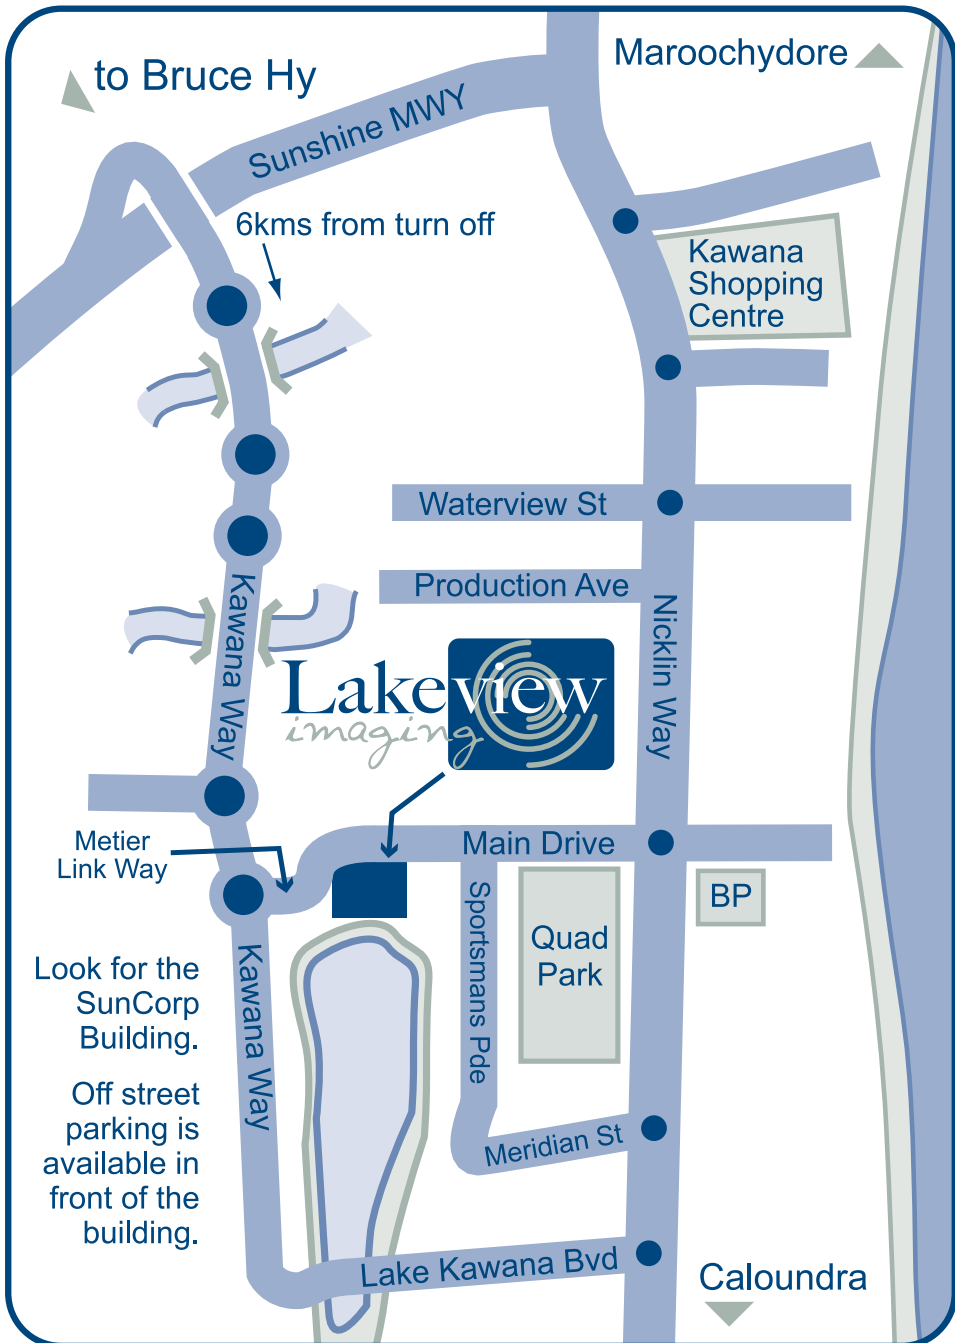 to Bruce Hy
Maroochydore
Sunshine MWY
6kms from turn off
Kawana
Shopping
Centre
Waterview St
Production Ave
Kawana Way
Nicklin Way
Lakeview
imaging
Metier
Link Way
Main Drive
Sportsmans Pde
Quad
Park
BP
Kawana Way
Look for the
SunCorp
Building.
Off street
parking is
available in
front of the
building.
Meridian St
Lake Kawana Bvd
Caloundra